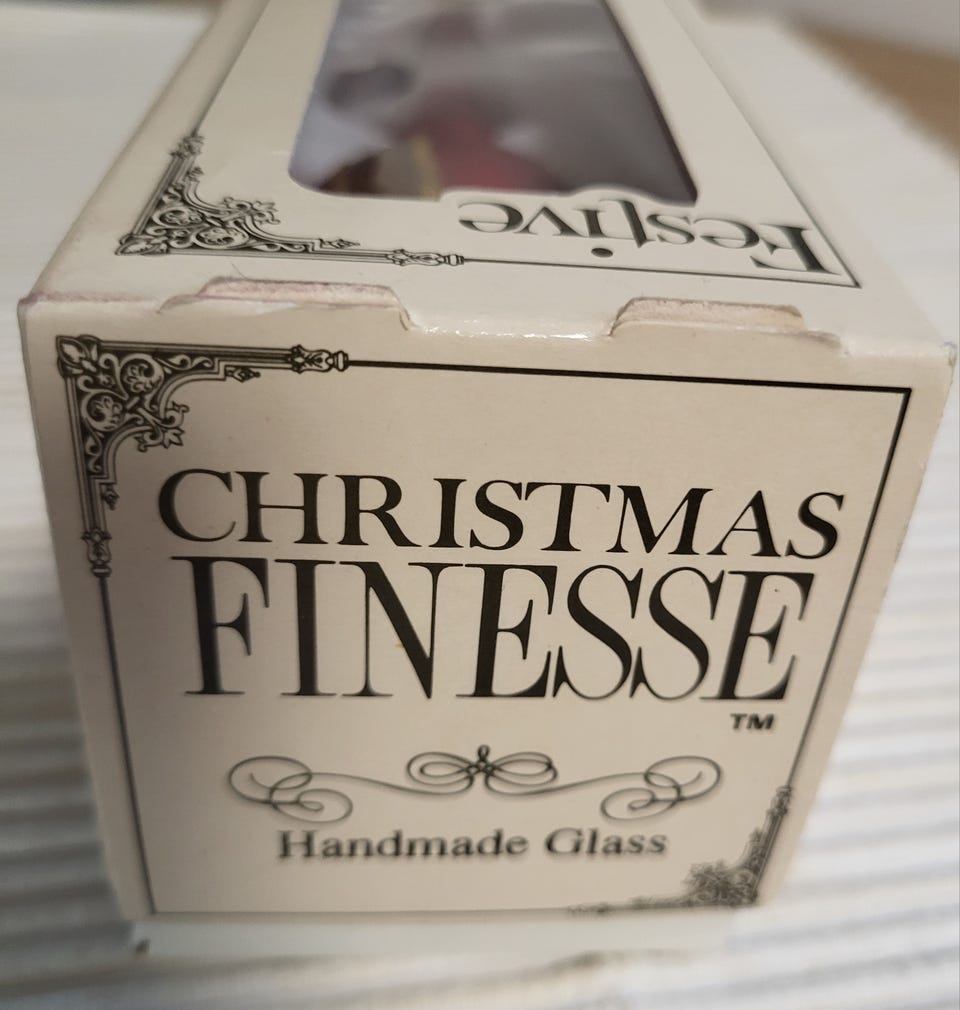 Festive
CHRISTMAS
FINESSE
TM
Handmade Glass